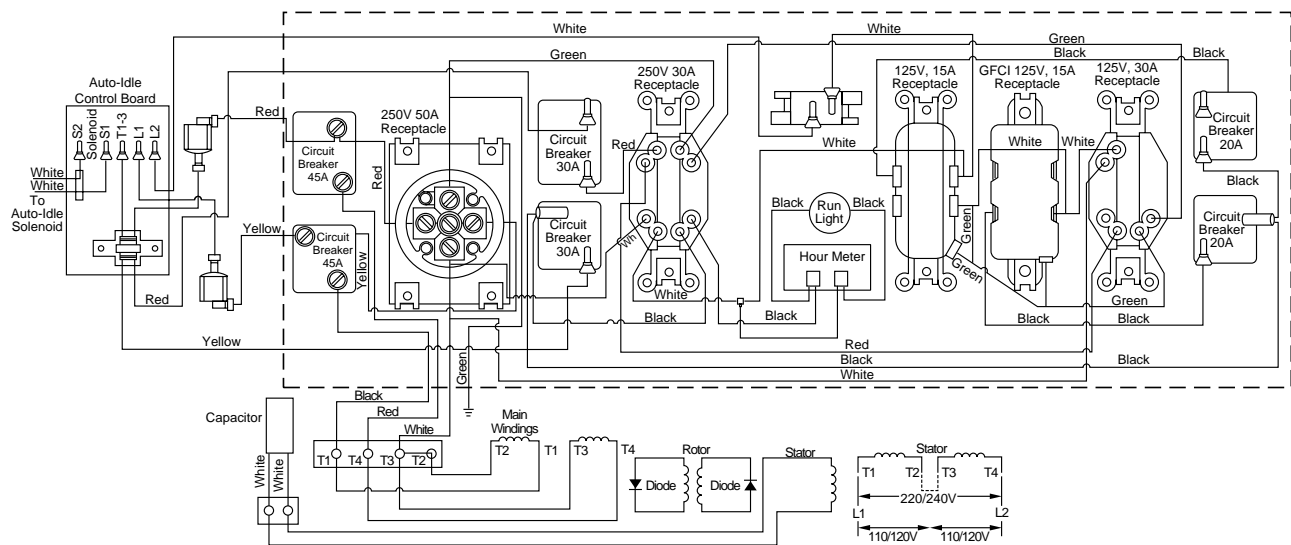 White
Green
Black
Green
Black
Auto-Idle
Control Board
S2
Solenoid
S1
T1-3
L1
L2
White
White
To
Auto-Idle
Solenoid
Red
Red
Yellow
Yellow
Circuit
Breaker
45A
Circuit
Breaker
45A
Red
Yellow
250V 50A
Receptacle
Circuit
Breaker
30A
Circuit
Breaker
30A
250V 30A
Receptacle
Red
Wh
White
Black
White
Black
Run
Light
Black
Hour Meter
Black
125V, 15A
Receptacle
GFCI 125V, 15A
Receptacle
125V, 30A
Receptacle
White
White
Green
Green
Green
Black
Black
Circuit
Breaker
20A
Black
Circuit
Breaker
20A
Red
Black
Black
White
Green
Black
Red
White
Capacitor
White
White
T1
T4
T3
T2
Main
Windings
T2
T1
T3
T4
Rotor
Diode
Diode
Stator
Stator
T1
T2
T3
T4
220/240V
L1
L2
110/120V
110/120V